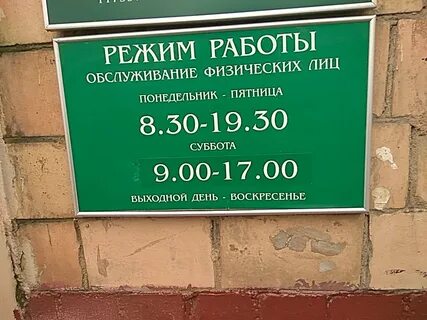 РЕЖИМ РАБОТЫ
ОБСЛУЖИВАНИЕ ФИЗИЧЕСКИХ ЛИЦ
ПОНЕДЕЛЬНИК - ПЯТНИЦА
8.30-19.30
СУББОТА
9.00-17.00
ВЫХОДНОЙ ДЕНЬ - ВОСКРЕСЕНЬЕ